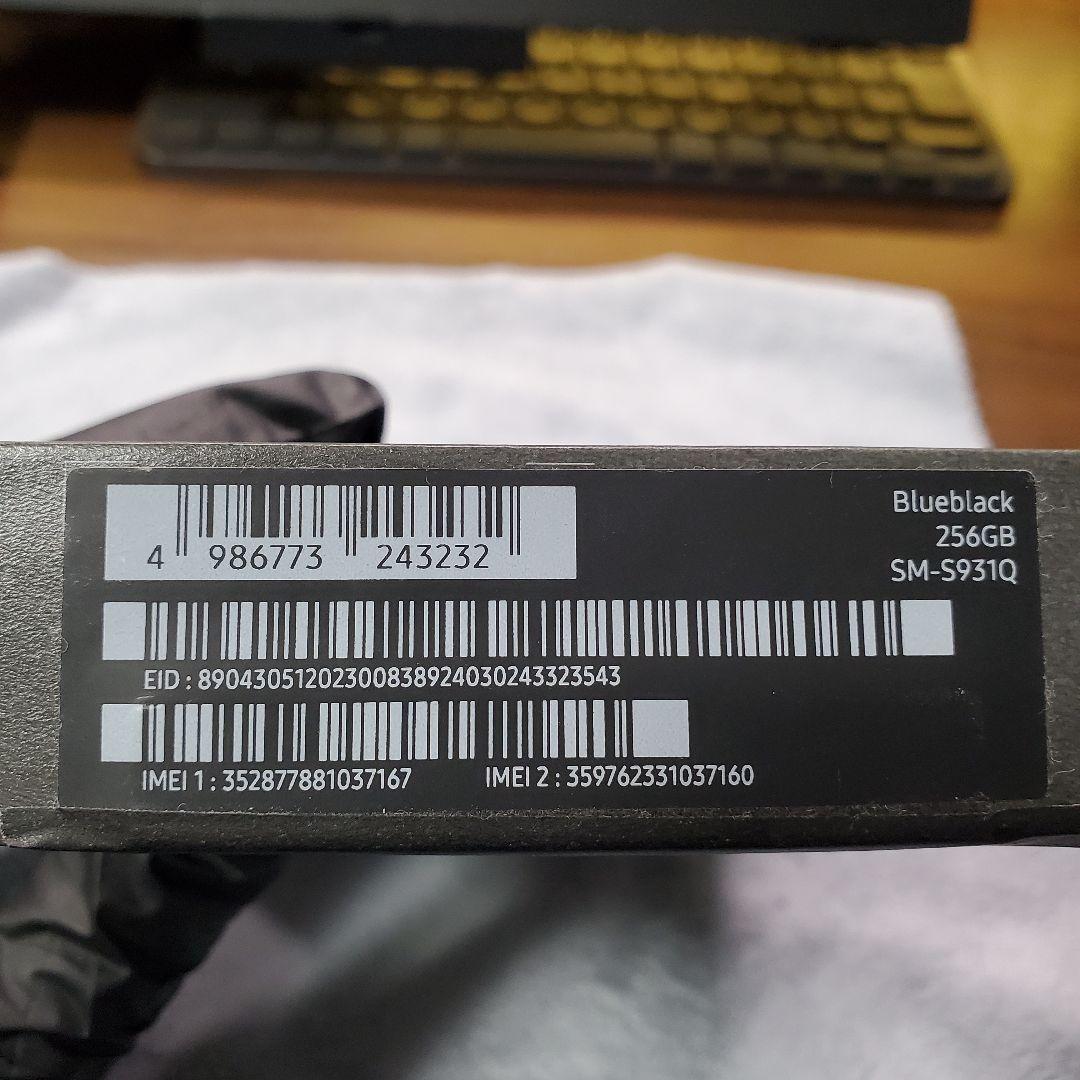 4 986773 243232
Blueblack
256GB
SM-S931Q
EID : 89043051202300838924030243323543
IMEI 1 : 352877881037167 IMEI 2 : 359762331037160